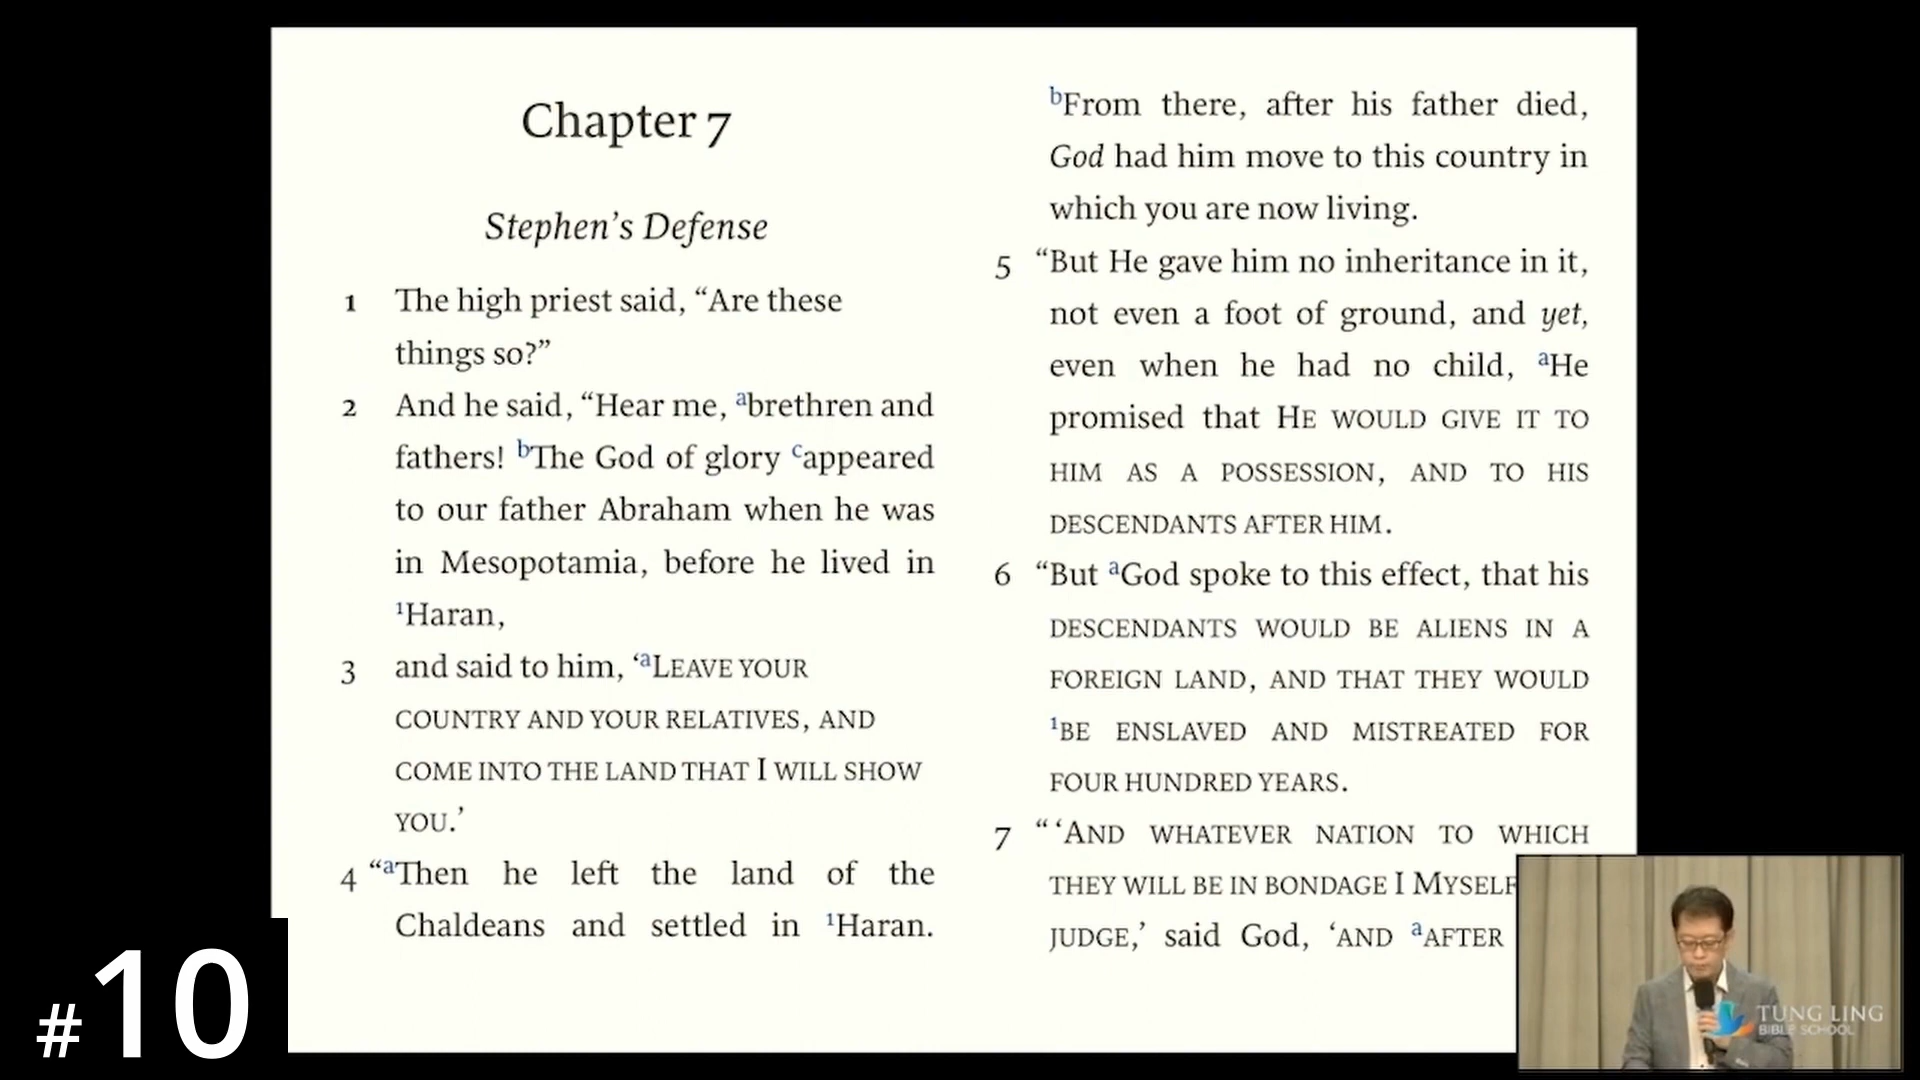 Chapter 7
Stephen’s Defense
1 The high priest said, “Are these
things so?”
2 And he said, “Hear me, ᵃbrethren and
fathers! ᵇThe God of glory ᶜappeared
to our father Abraham when he was
in Mesopotamia, before he lived in
¹Haran,
3 and said to him, ‘ᵃLEAVE YOUR
COUNTRY AND YOUR RELATIVES, AND
COME INTO THE LAND THAT I WILL SHOW
YOU.’
4 “ᵃThen he left the land of the
Chaldeans and settled in ¹Haran.
ᵇFrom there, after his father died,
God had him move to this country in
which you are now living.
5 “But He gave him no inheritance in it,
not even a foot of ground, and yet,
even when he had no child, ᵃHe
promised that HE WOULD GIVE IT TO
HIM AS A POSSESSION, AND TO HIS
DESCENDANTS AFTER HIM.
6 “But ᵃGod spoke to this effect, that his
DESCENDANTS WOULD BE ALIENS IN A
FOREIGN LAND, AND THAT THEY WOULD
¹BE ENSLAVED AND MISTREATED FOR
FOUR HUNDRED YEARS.
7 “ ‘AND WHATEVER NATION TO WHICH
THEY WILL BE IN BONDAGE I MYSELF
JUDGE,’ said God, ‘AND ᵃAFTER
#10
TUNG LING
BIBLE SCHOOL